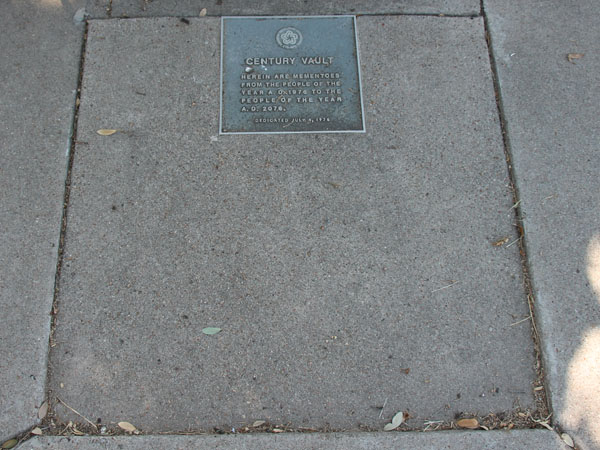 CENTURY VAULT
HEREIN ARE MEMENTOES
FROM THE PEOPLE OF THE
YEAR A.D. 1976 TO THE
PEOPLE OF THE YEAR
A.D. 2076.
DEDICATED JULY 4, 1976